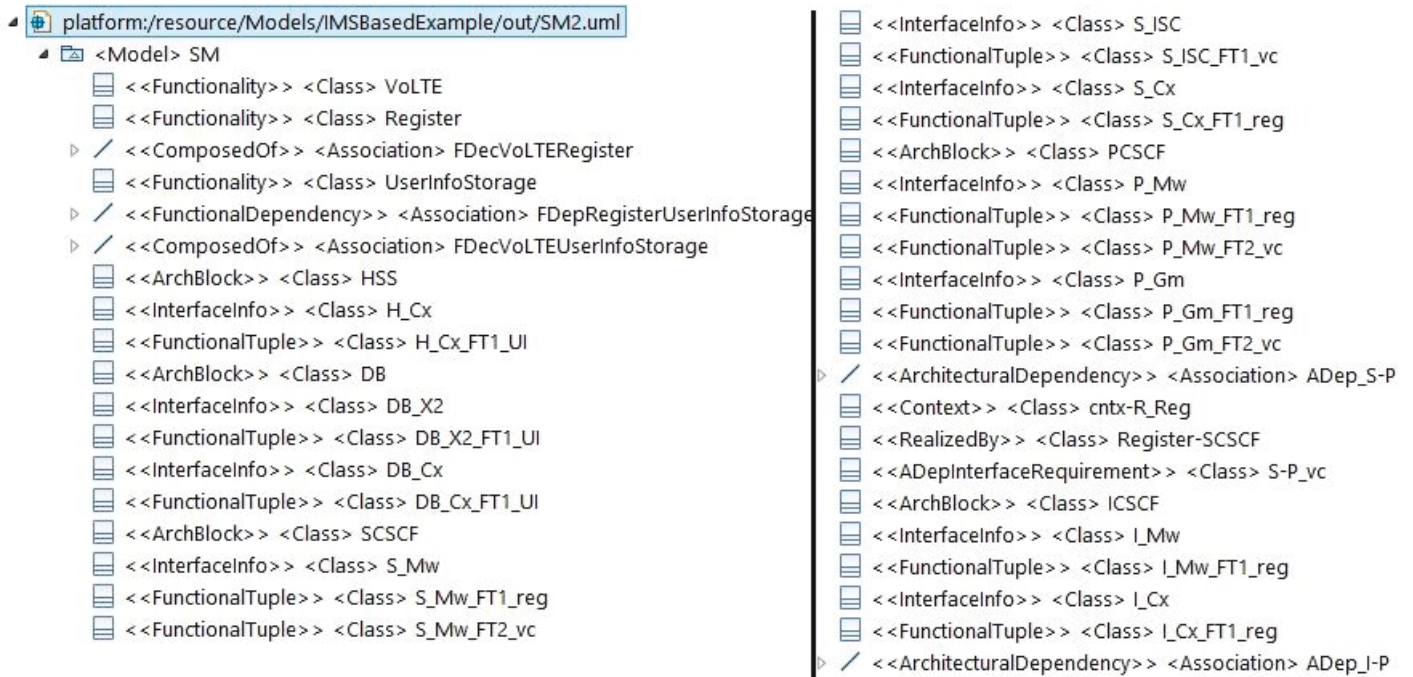 platform:/resource/Models/IMSBasedExample/out/SM2.uml
<Model> SM
<<Functionality>> <Class> VoLTE
<<Functionality>> <Class> Register
<<ComposedOf>> <Association> FDecVoLTERegister
<<Functionality>> <Class> UserInfoStorage
<<FunctionalDependency>> <Association> FDepRegisterUserInfoStorage
<<ComposedOf>> <Association> FDecVoLTEUserInfoStorage
<<ArchBlock>> <Class> HSS
<<InterfaceInfo>> <Class> H_Cx
<<FunctionalTuple>> <Class> H_Cx_FT1_UI
<<ArchBlock>> <Class> DB
<<InterfaceInfo>> <Class> DB_X2
<<FunctionalTuple>> <Class> DB_X2_FT1_UI
<<InterfaceInfo>> <Class> DB_Cx
<<FunctionalTuple>> <Class> DB_Cx_FT1_UI
<<ArchBlock>> <Class> SCSCF
<<InterfaceInfo>> <Class> S_Mw
<<FunctionalTuple>> <Class> S_Mw_FT1_reg
<<FunctionalTuple>> <Class> S_Mw_FT2_vc
<<InterfaceInfo>> <Class> S_ISC
<<FunctionalTuple>> <Class> S_ISC_FT1_vc
<<InterfaceInfo>> <Class> S_Cx
<<FunctionalTuple>> <Class> S_Cx_FT1_reg
<<ArchBlock>> <Class> PCSCF
<<InterfaceInfo>> <Class> P_Mw
<<FunctionalTuple>> <Class> P_Mw_FT1_reg
<<FunctionalTuple>> <Class> P_Mw_FT2_vc
<<InterfaceInfo>> <Class> P_Gm
<<FunctionalTuple>> <Class> P_Gm_FT1_reg
<<FunctionalTuple>> <Class> P_Gm_FT2_vc
<<ArchitecturalDependency>> <Association> ADep_S-P
<<Context>> <Class> cntx-R_Reg
<<RealizedBy>> <Class> Register-SCSCF
<<ADepInterfaceRequirement>> <Class> S-P_vc
<<ArchBlock>> <Class> ICSCF
<<InterfaceInfo>> <Class> I_Mw
<<FunctionalTuple>> <Class> I_Mw_FT1_reg
<<InterfaceInfo>> <Class> I_Cx
<<FunctionalTuple>> <Class> I_Cx_FT1_reg
<<ArchitecturalDependency>> <Association> ADep_I-P